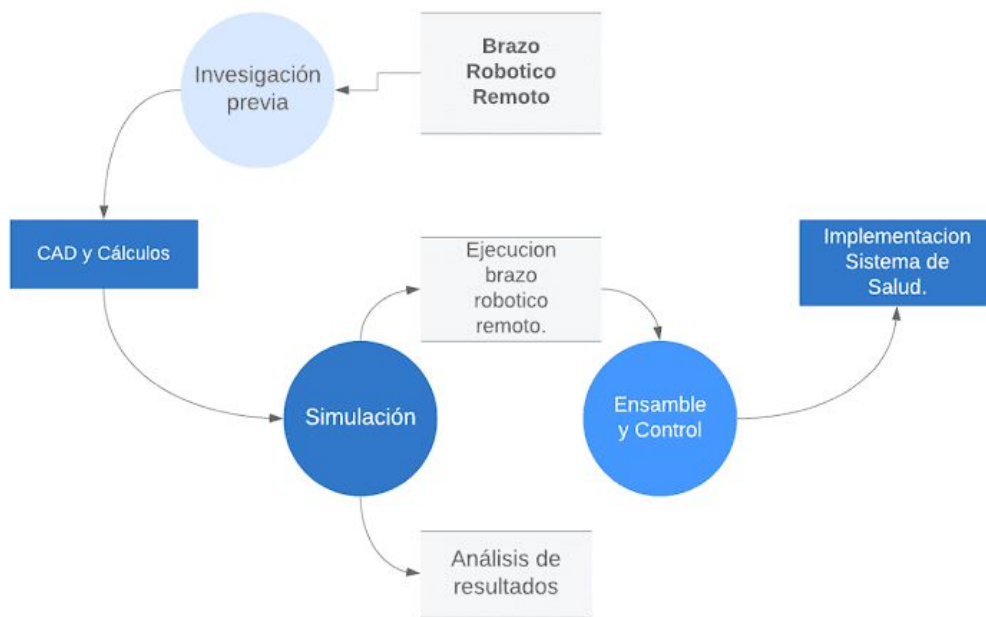 Brazo
Robotico
Remoto
Invesigación
previa
CAD y Cálculos
Simulación
Ejecucion
brazo
robotico
remoto.
Análisis de
resultados
Ensamble
y Control
Implementacion
Sistema de
Salud.